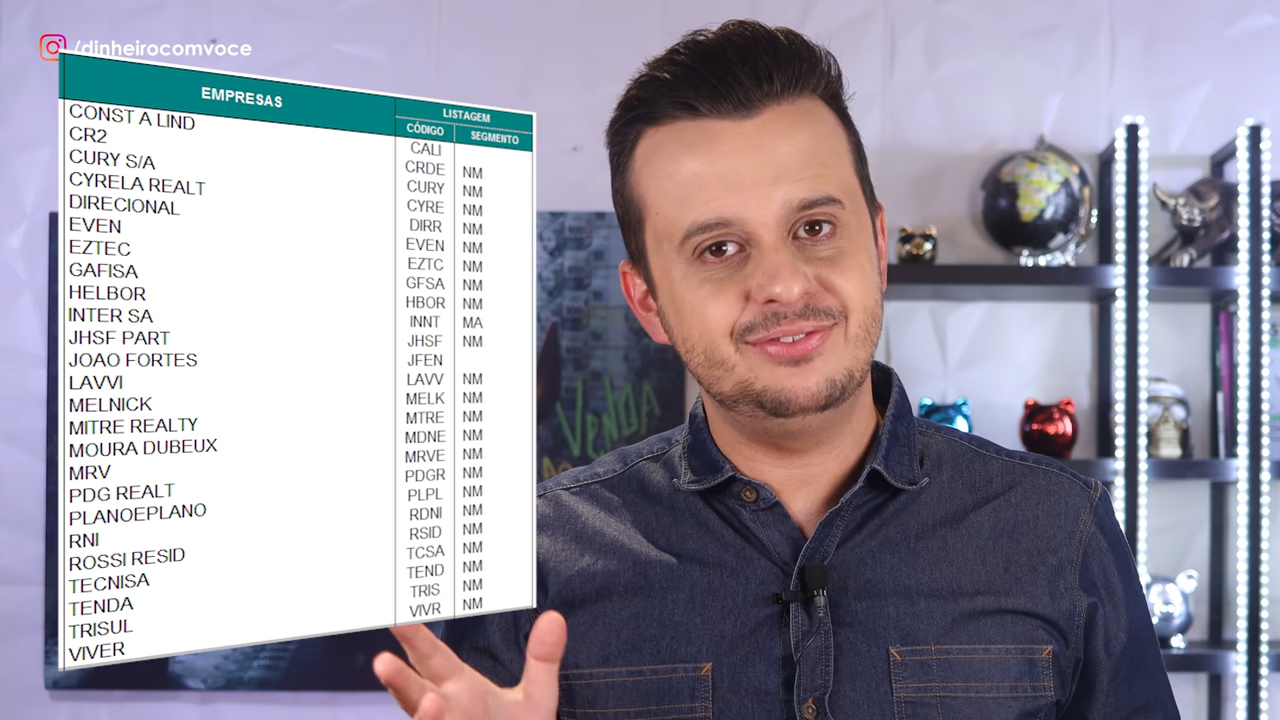 /dinheirocomvoce
EMPRESAS LISTAGEM
CÓDIGO SEGMENTO
CONST A LIND CALI
CR2 CRDE NM
CURY S/A CURY NM
CYRELA REALT CYRE NM
DIRECIONAL DIRR NM
EVEN EVEN NM
EZTEC EZTC NM
GAFISA GFSA NM
HELBOR HBOR NM
INTER SA INNT MA
JHSF PART JHSF NM
JOAO FORTES JFEN
LAVVI LAVV NM
MELNICK MELK NM
MITRE REALTY MTRE NM
MOURA DUBEUX MDNE NM
MRV MRVE NM
PDG REALT PDGR NM
PLANOEPLANO PLPL NM
RNI RDNI NM
ROSSI RESID RSID NM
TECNISA TCSA NM
TENDA TEND NM
TRISUL TRIS NM
VIVER VIVR NM
VENDA